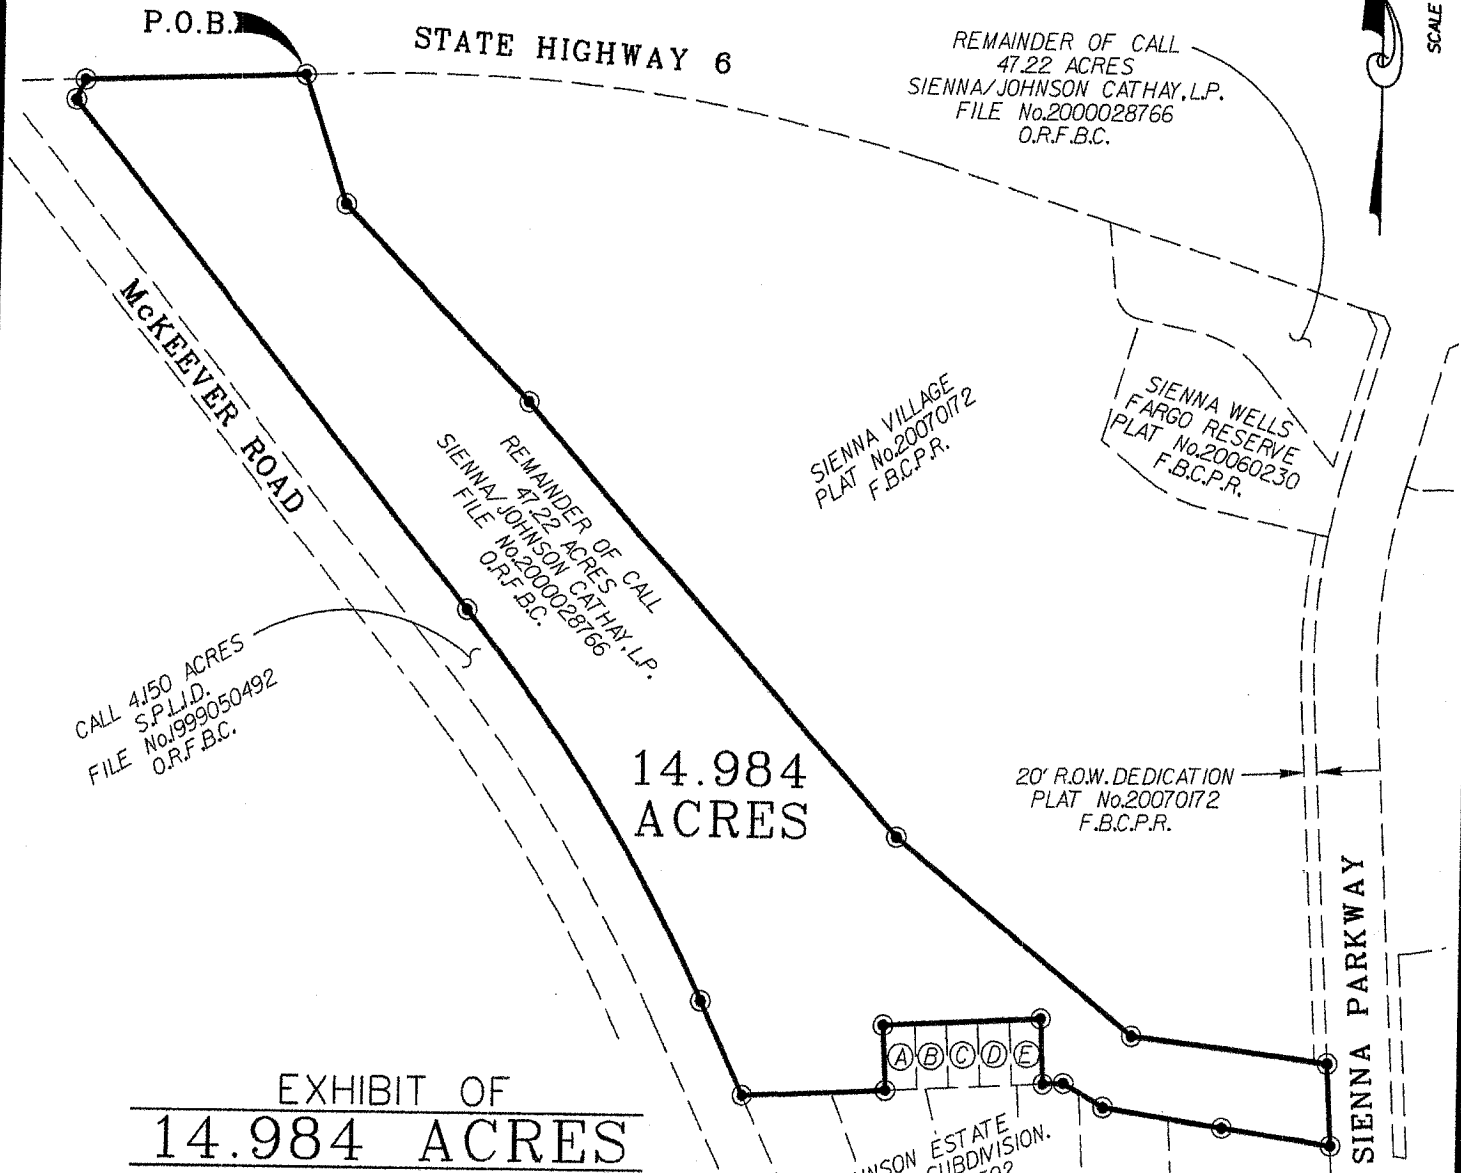 P.O.B.
STATE HIGHWAY 6
REMAINDER OF CALL
47.22 ACRES
SIENNA/JOHNSON CATHAY, L.P.
FILE No.2000028766
O.R.F.B.C.
SCALE
McKEEVER ROAD
SIENNA WELLS
FARGO RESERVE
PLAT No.20060230
F.B.C.P.R.
SIENNA VILLAGE
PLAT No.20070172
F.B.C.P.R.
REMAINDER OF CALL
47.22 ACRES
SIENNA/JOHNSON CATHAY, L.P.
FILE No.2000028766
O.R.F.B.C.
CALL 4.150 ACRES
S.P.L.I.D.
FILE No.1999050492
O.R.F.B.C.
14.984
ACRES
20' R.O.W. DEDICATION
PLAT No.20070172
F.B.C.P.R.
SIENNA PARKWAY
A B C D E
EXHIBIT OF
14.984 ACRES
ESTATE
SUBDIVISION.